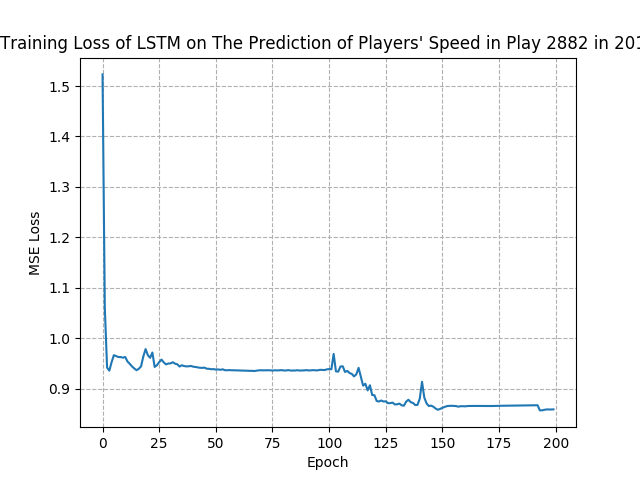 Training Loss of LSTM on The Prediction of Players' Speed in Play 2882 in 201
1.5
1.4
1.3
1.2
1.1
1.0
0.9
MSE Loss
0 25 50 75 100 125 150 175 200
Epoch